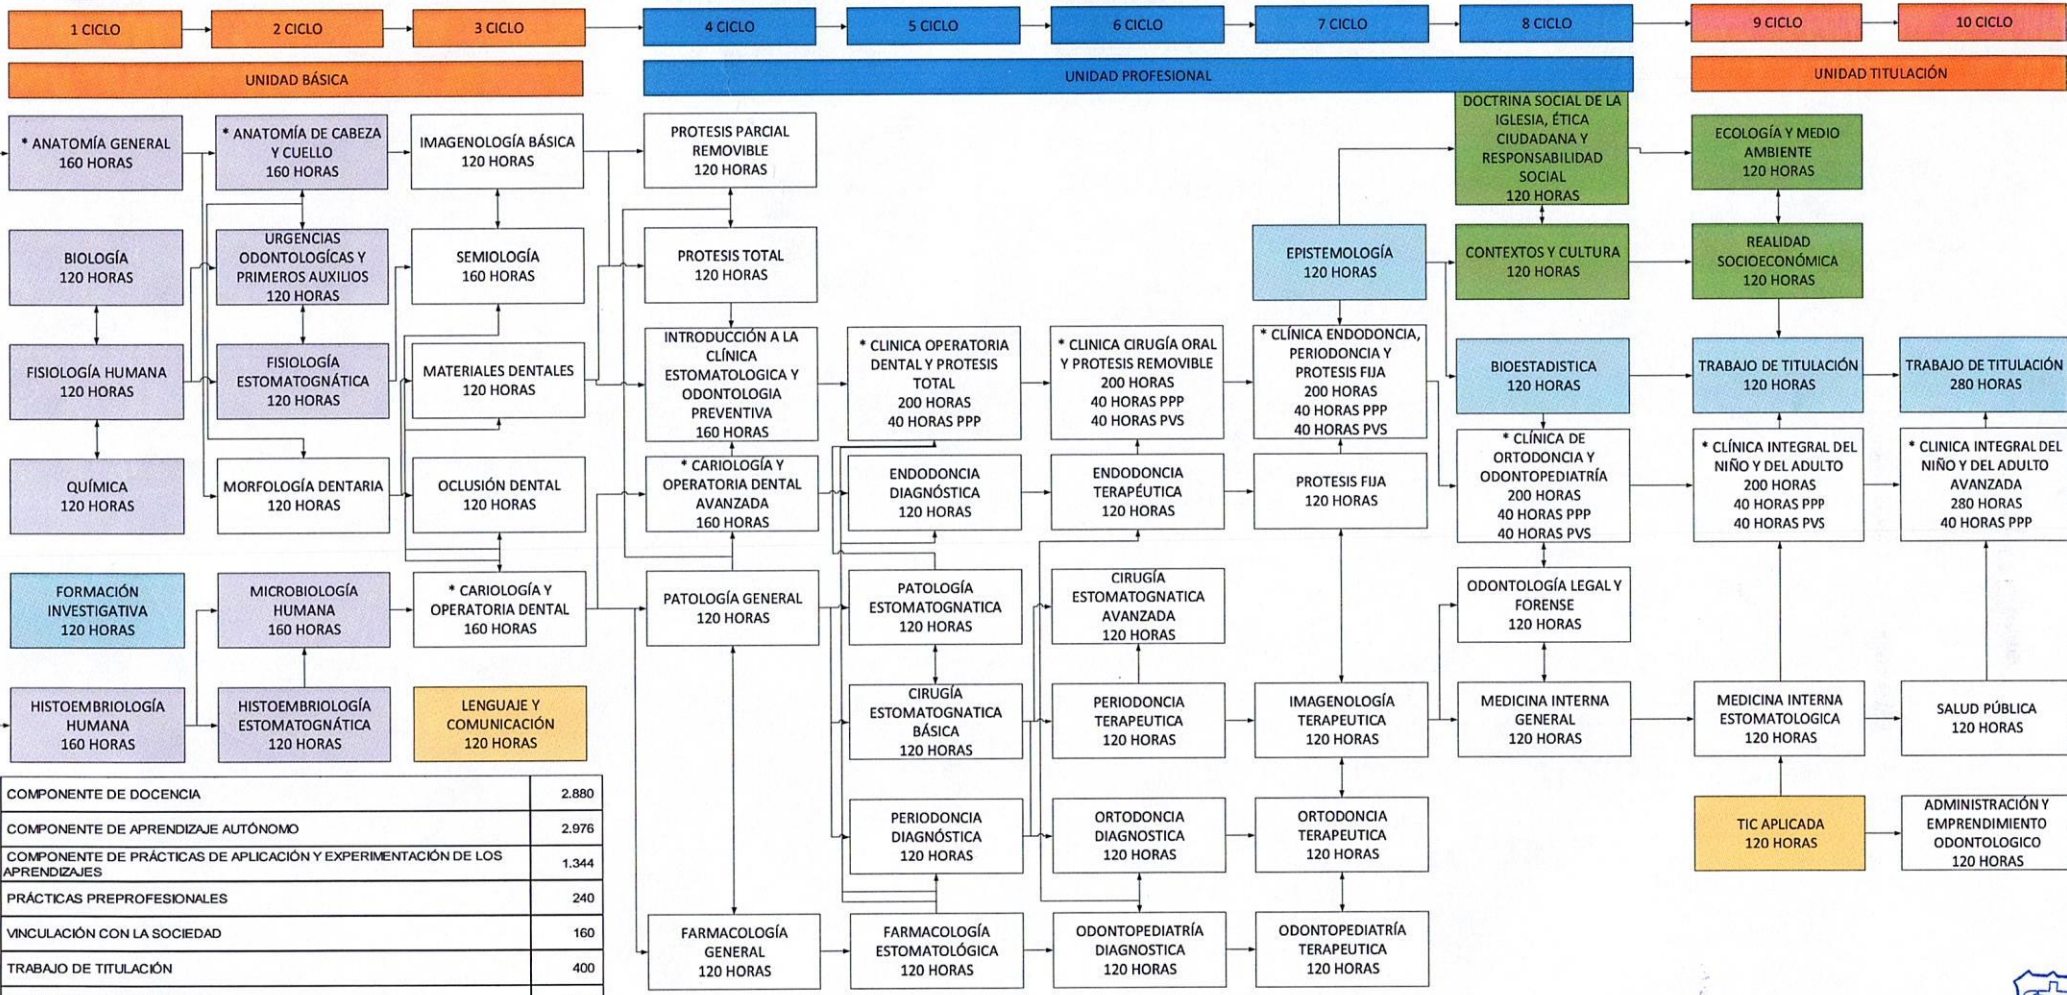 1 CICLO
2 CICLO
3 CICLO
4 CICLO
5 CICLO
6 CICLO
7 CICLO
8 CICLO
9 CICLO
10 CICLO
UNIDAD BÁSICA
UNIDAD PROFESIONAL
UNIDAD TITULACIÓN
* ANATOMÍA GENERAL
160 HORAS
BIOLOGÍA
120 HORAS
FISIOLOGÍA HUMANA
120 HORAS
QUÍMICA
120 HORAS
FORMACIÓN
INVESTIGATIVA
120 HORAS
HISTOEMBRIOLOGÍA
HUMANA
160 HORAS
* ANATOMÍA DE CABEZA
Y CUELLO
160 HORAS
URGENCIAS
ODONTOLOGÍCAS Y
PRIMEROS AUXILIOS
120 HORAS
FISIOLOGÍA
ESTOMATOGNÁTICA
120 HORAS
MORFOLOGÍA DENTARIA
120 HORAS
MICROBIOLOGÍA
HUMANA
160 HORAS
HISTOEMBRIOLOGÍA
ESTOMATOGNÁTICA
120 HORAS
IMAGENOLOGÍA BÁSICA
120 HORAS
SEMIOLOGÍA
160 HORAS
MATERIALES DENTALES
120 HORAS
OCLUSIÓN DENTAL
120 HORAS
* CARIOLOGÍA Y
OPERATORIA DENTAL
160 HORAS
LENGUAJE Y
COMUNICACIÓN
120 HORAS
PROTESIS PARCIAL
REMOVIBLE
120 HORAS
PROTESIS TOTAL
120 HORAS
INTRODUCCIÓN A LA
CLÍNICA
ESTOMATOLOGICA Y
ODONTOLOGIA
PREVENTIVA
160 HORAS
* CARIOLOGÍA Y
OPERATORIA DENTAL
AVANZADA
160 HORAS
PATOLOGÍA GENERAL
120 HORAS
FARMACOLOGÍA
GENERAL
120 HORAS
* CLINICA OPERATORIA
DENTAL Y PROTESIS
TOTAL
200 HORAS
40 HORAS PPP
ENDODONCIA
DIAGNÓSTICA
120 HORAS
PATOLOGÍA
ESTOMATOGNATICA
120 HORAS
CIRUGÍA
ESTOMATOGNATICA
BÁSICA
120 HORAS
PERIODONCIA
DIAGNÓSTICA
120 HORAS
FARMACOLOGÍA
ESTOMATOLÓGICA
120 HORAS
* CLINICA CIRUGÍA ORAL
Y PROTESIS REMOVIBLE
200 HORAS
40 HORAS PPP
40 HORAS PVS
ENDODONCIA
TERAPÉUTICA
120 HORAS
CIRUGÍA
ESTOMATOGNATICA
AVANZADA
120 HORAS
PERIODONCIA
TERAPEUTICA
120 HORAS
ORTODONCIA
DIAGNOSTICA
120 HORAS
ODONTOPEDIATRÍA
DIAGNOSTICA
120 HORAS
EPISTEMOLOGÍA
120 HORAS
* CLÍNICA ENDODONCIA,
PERIODONCIA Y
PROTESIS FIJA
200 HORAS
40 HORAS PPP
40 HORAS PVS
PROTESIS FIJA
120 HORAS
IMAGENOLOGÍA
TERAPEUTICA
120 HORAS
ORTODONCIA
TERAPEUTICA
120 HORAS
ODONTOPEDIATRÍA
TERAPEUTICA
120 HORAS
DOCTRINA SOCIAL DE LA
IGLESIA, ÉTICA
CIUDADANA Y
RESPONSABILIDAD
SOCIAL
120 HORAS
CONTEXTOS Y CULTURA
120 HORAS
BIOESTADISTICA
120 HORAS
* CLÍNICA DE
ORTODONCIA Y
ODONTOPEDIATRÍA
200 HORAS
40 HORAS PPP
40 HORAS PVS
ODONTOLOGÍA LEGAL Y
FORENSE
120 HORAS
MEDICINA INTERNA
GENERAL
120 HORAS
ECOLOGÍA Y MEDIO
AMBIENTE
120 HORAS
REALIDAD
SOCIOECONÓMICA
120 HORAS
TRABAJO DE TITULACIÓN
120 HORAS
* CLÍNICA INTEGRAL DEL
NIÑO Y DEL ADULTO
200 HORAS
40 HORAS PPP
40 HORAS PVS
MEDICINA INTERNA
ESTOMATOLOGICA
120 HORAS
TIC APLICADA
120 HORAS
TRABAJO DE TITULACIÓN
280 HORAS
* CLINICA INTEGRAL DEL
NIÑO Y DEL ADULTO
AVANZADA
280 HORAS
40 HORAS PPP
SALUD PÚBLICA
120 HORAS
ADMINISTRACIÓN Y
EMPRENDIMIENTO
ODONTOLOGICO
120 HORAS
COMPONENTE DE DOCENCIA 2.880
COMPONENTE DE APRENDIZAJE AUTÓNOMO 2.976
COMPONENTE DE PRÁCTICAS DE APLICACIÓN Y EXPERIMENTACIÓN DE LOS
APRENDIZAJES 1.344
PRÁCTICAS PREPROFESIONALES 240
VINCULACIÓN CON LA SOCIEDAD 160
TRABAJO DE TITULACIÓN 400